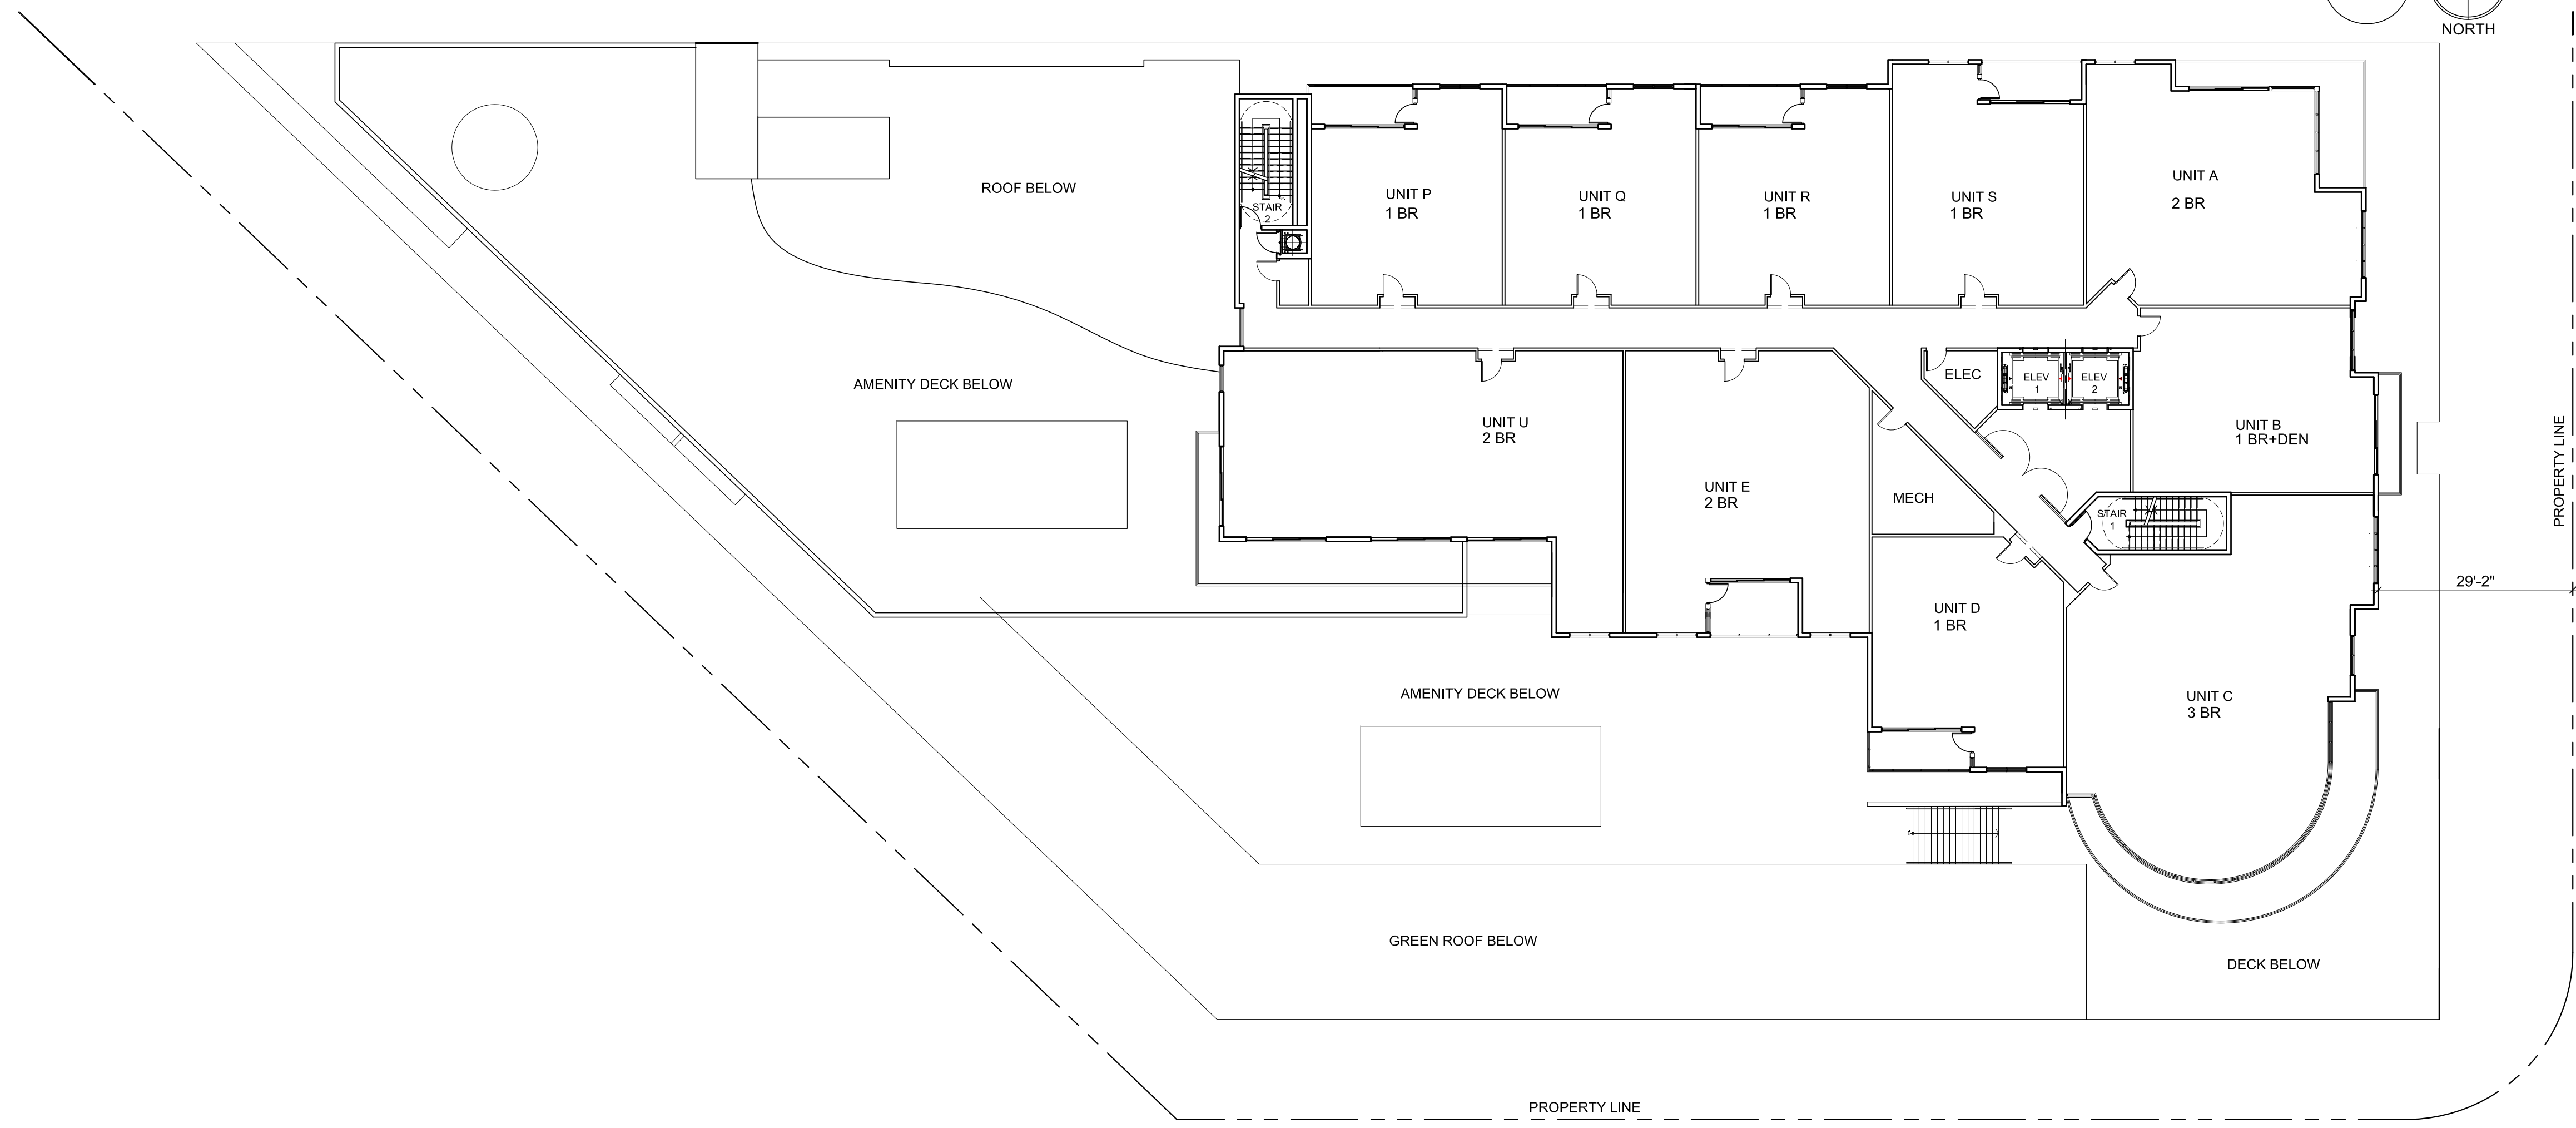 NORTH
ROOF BELOW
STAIR
2
UNIT P
1 BR
UNIT Q
1 BR
UNIT R
1 BR
UNIT S
1 BR
UNIT A
2 BR
AMENITY DECK BELOW
ELEC
ELEV
1
ELEV
2
UNIT U
2 BR
UNIT B
1 BR+DEN
UNIT E
2 BR
MECH
STAIR
1
PROPERTY LINE
29'-2"
UNIT D
1 BR
AMENITY DECK BELOW
UNIT C
3 BR
GREEN ROOF BELOW
DECK BELOW
PROPERTY LINE